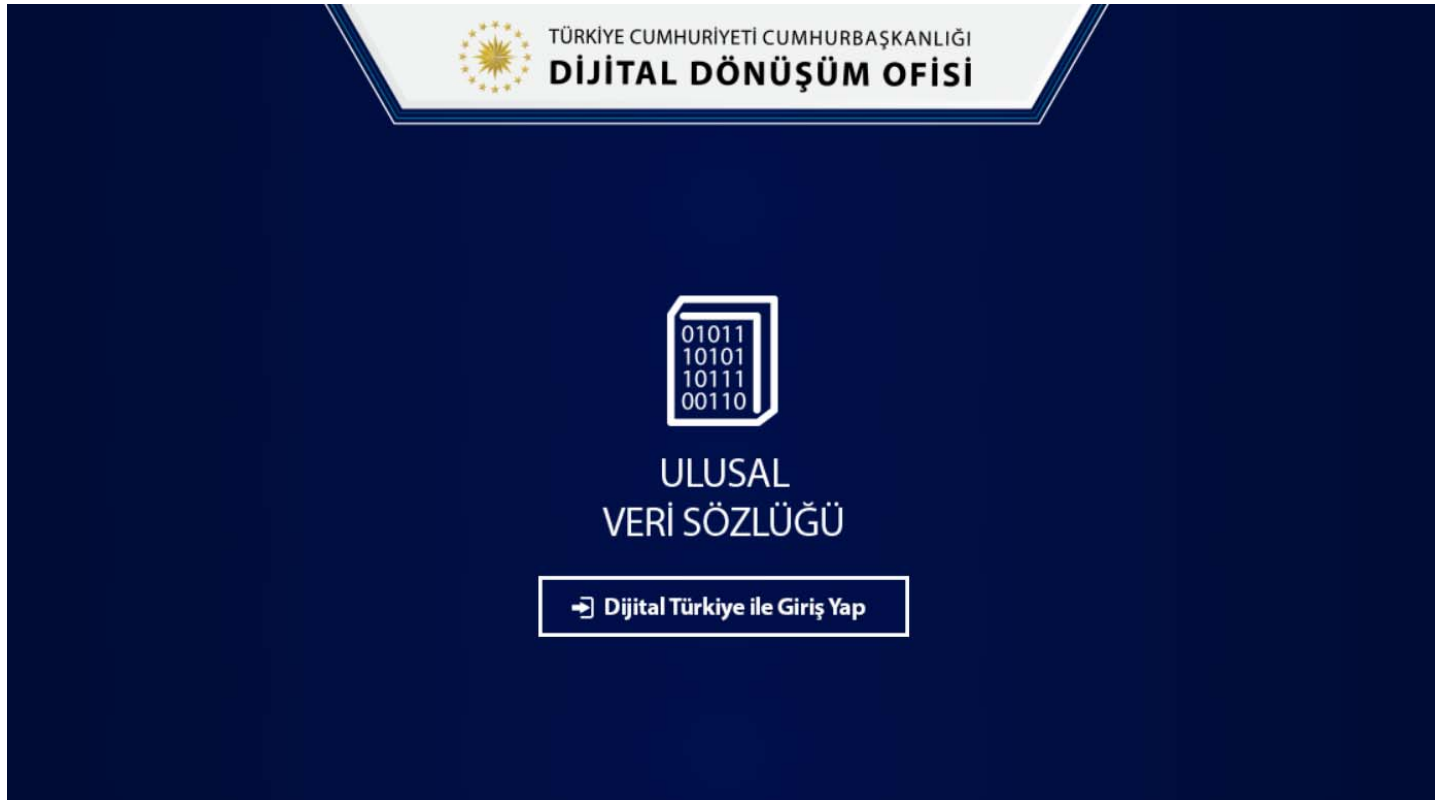 TÜRKİYE CUMHURİYETİ CUMHURBAŞKANLIĞI
DİJİTAL DÖNÜŞÜM OFİSİ
01011
10101
10111
00110
ULUSAL
VERİ SÖZLÜĞÜ
Dijital Türkiye ile Giriş Yap